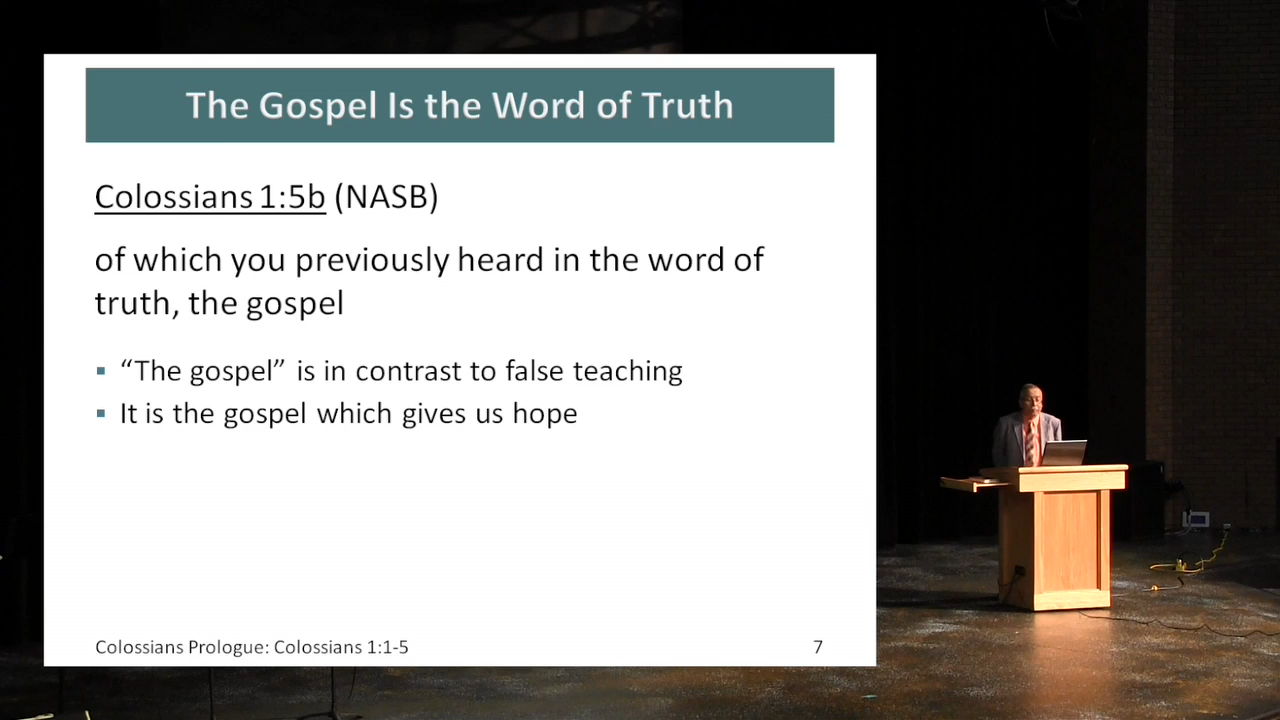 The Gospel Is the Word of Truth
Colossians 1:5b (NASB)
of which you previously heard in the word of
truth, the gospel
▪ “The gospel” is in contrast to false teaching
▪ It is the gospel which gives us hope
Colossians Prologue: Colossians 1:1-5 7